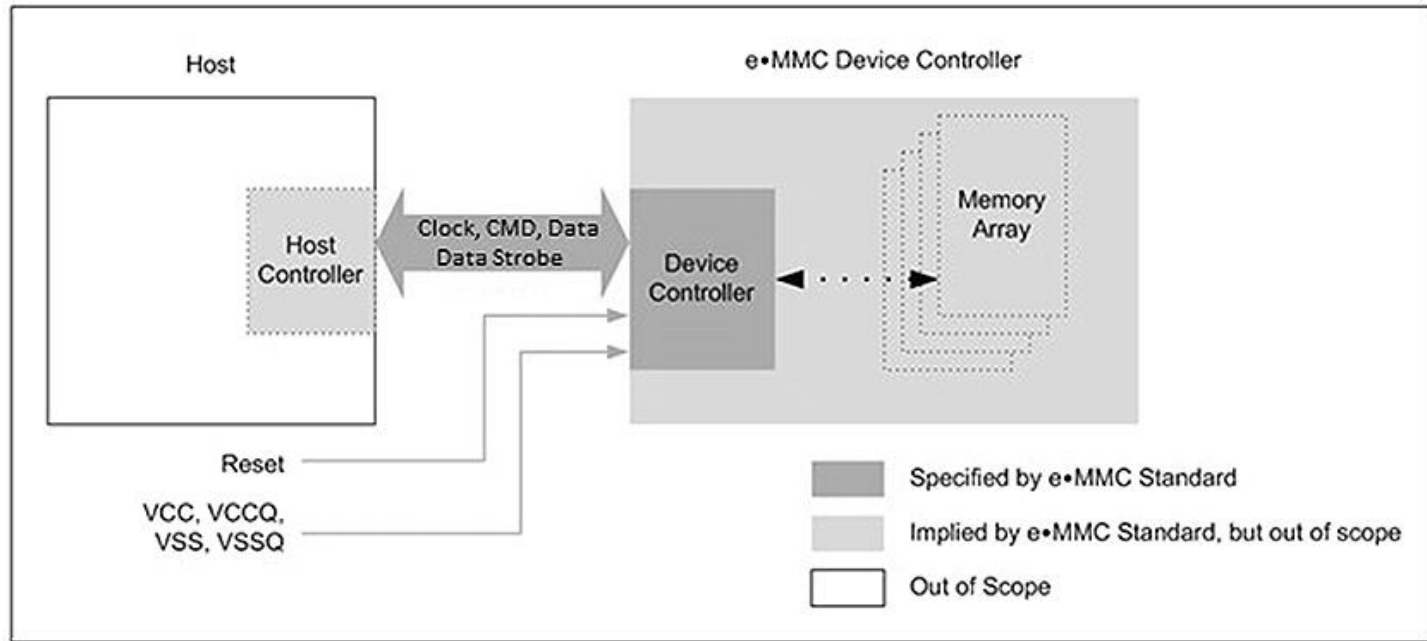 Host
e•MMC Device Controller
Host
Controller
Clock, CMD, Data
Data Strobe
Device
Controller
Memory
Array
Reset
VCC, VCCQ,
VSS, VSSQ
Specified by e•MMC Standard
Implied by e•MMC Standard, but out of scope
Out of Scope